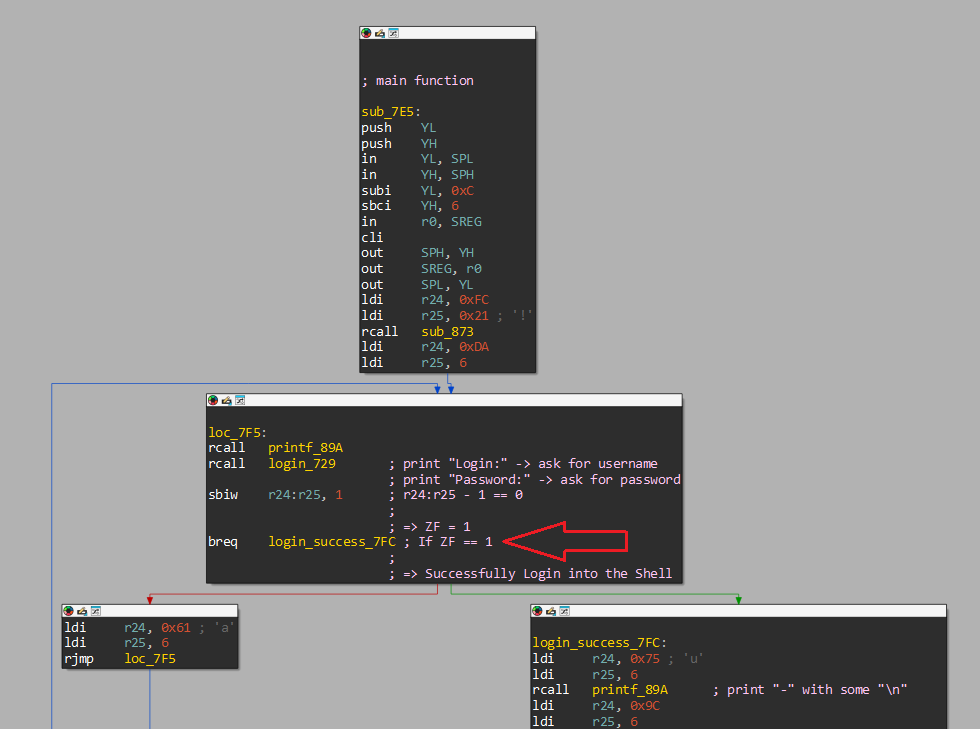 ; main function
sub_7E5:
push YL
push YH
in YL, SPL
in YH, SPH
subi YL, 0xC
sbci YH, 6
in r0, SREG
cli
out SPH, YH
out SREG, r0
out SPL, YL
ldi r24, 0xFC
ldi r25, 0x21 ; '!'
rcall sub_873
ldi r24, 0xDA
ldi r25, 6
loc_7F5:
rcall printf_89A
rcall login_729 ; print "Login:" -> ask for username
; print "Password:" -> ask for password
sbiw r24:r25, 1 ; r24:r25 - 1 == 0
;
; => ZF = 1
breq login_success_7FC ; If ZF == 1
;
; => Successfully Login into the Shell
ldi r24, 0x61 ; 'a'
ldi r25, 6
rjmp loc_7F5
login_success_7FC:
ldi r24, 0x75 ; 'u'
ldi r25, 6
rcall printf_89A ; print "-" with some "\n"
ldi r24, 0x9C
ldi r25, 6